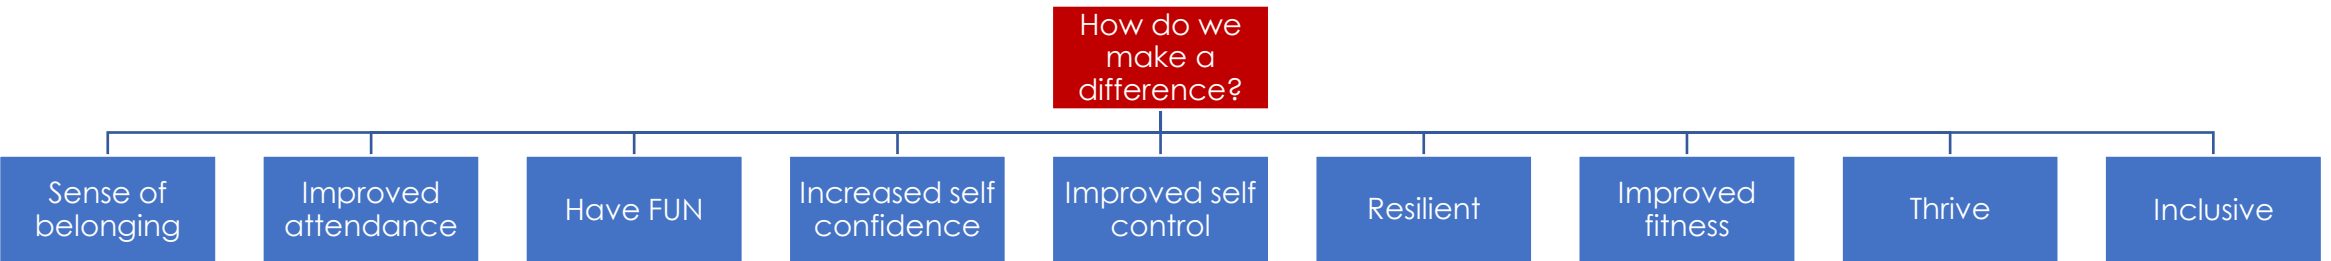 How do we
make a
difference?
Sense of
belonging
Improved
attendance
Have FUN
Increased self
confidence
Improved self
control
Resilient
Improved
fitness
Thrive
Inclusive